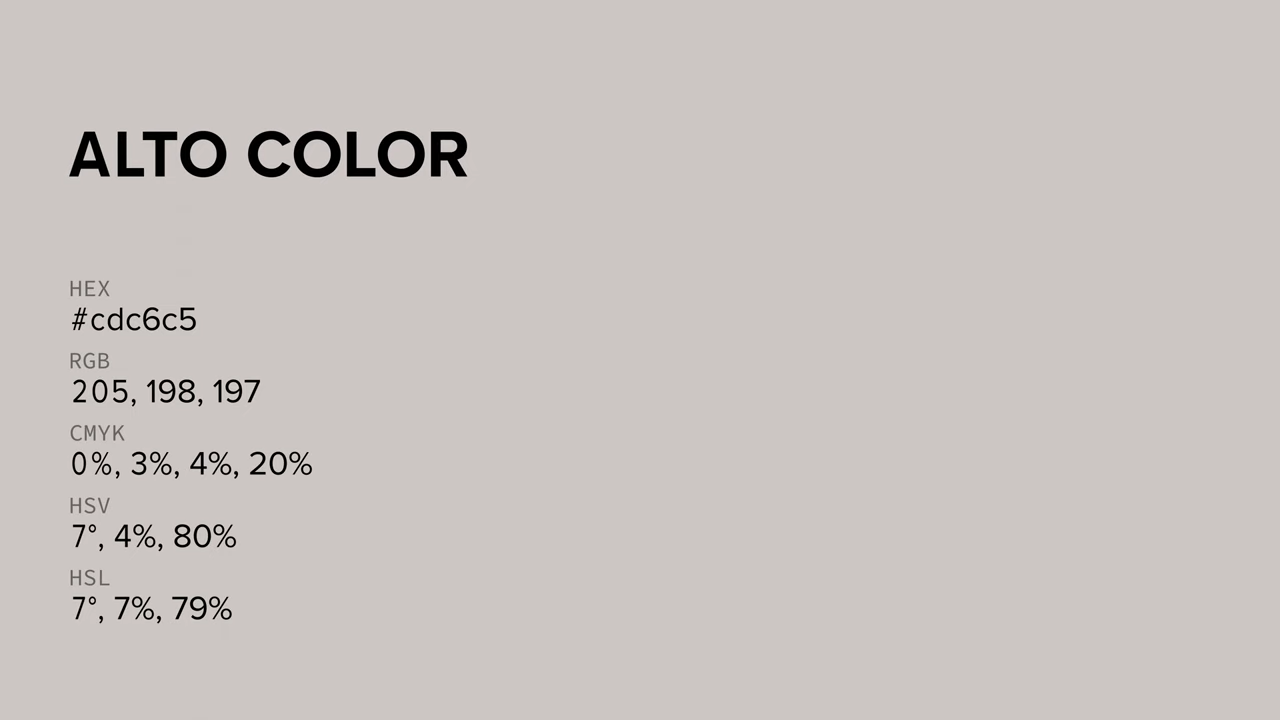 ALTO COLOR
HEX
#cdc6c5
RGB
205, 198, 197
CMYK
0%, 3%, 4%, 20%
HSV
7°, 4%, 80%
HSL
7°, 7%, 79%